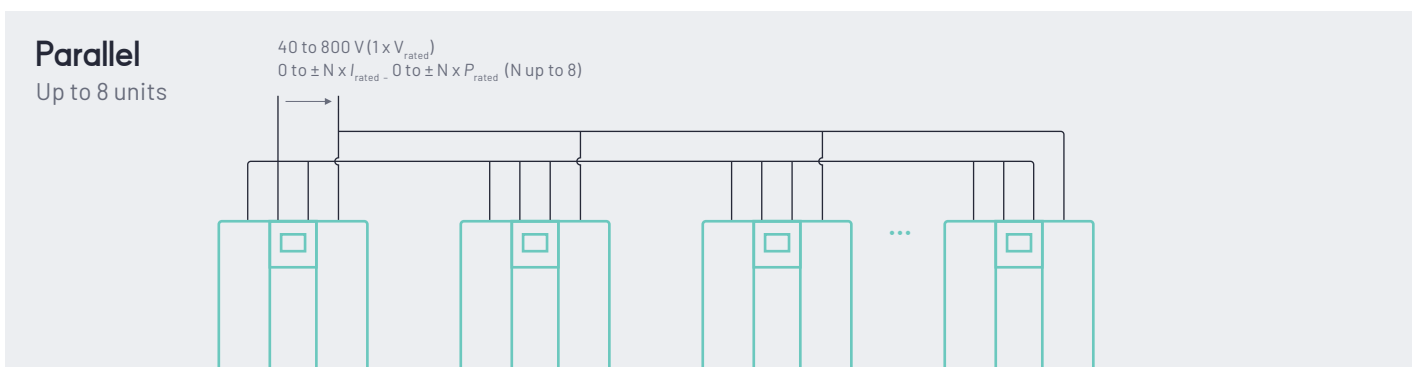 Parallel
Up to 8 units
40 to 800 V (1 x Vrated)
0 to ± N x Irated – 0 to ± N x Prated (N up to 8)